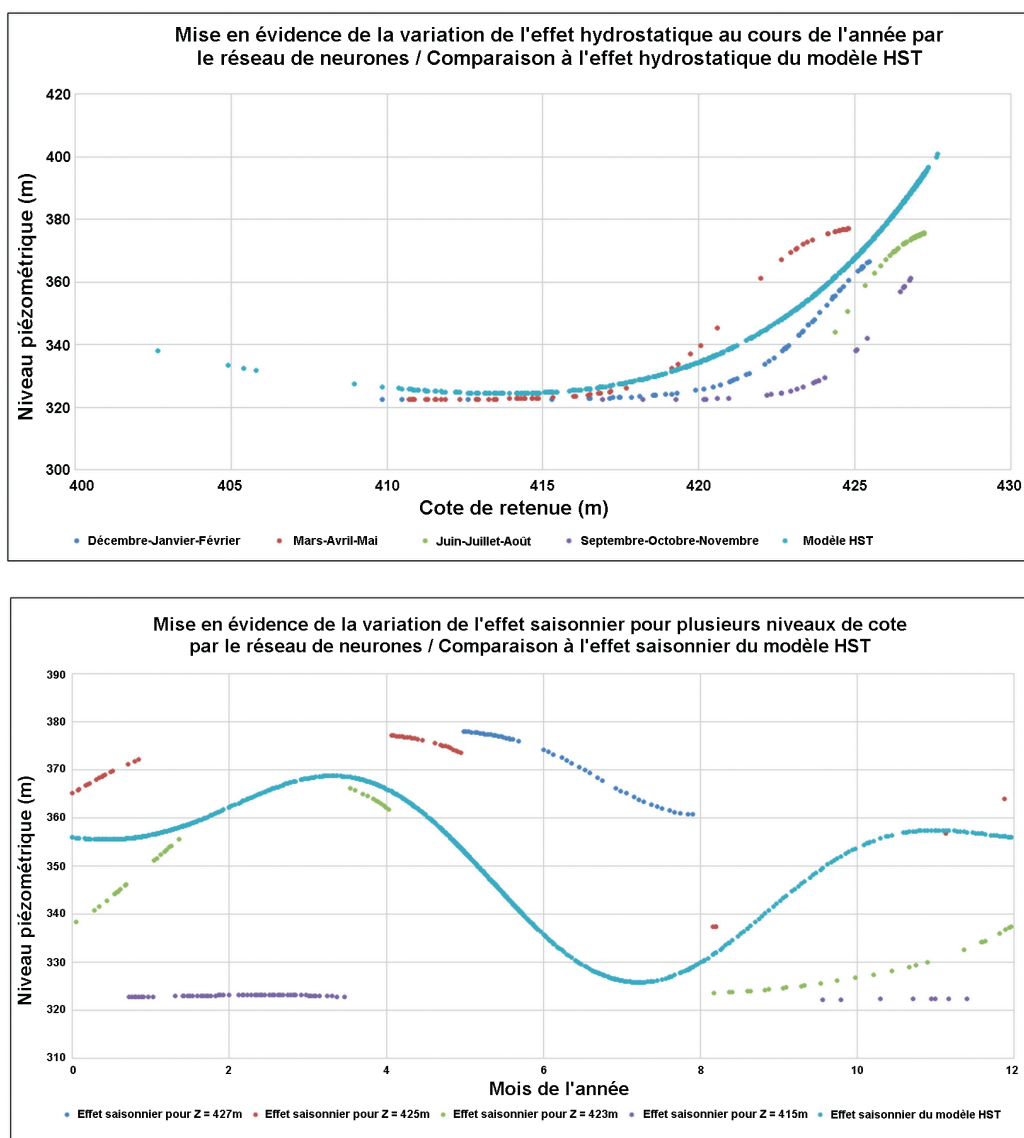 Mise en évidence de la variation de l'effet hydrostatique au cours de l'année par
le réseau de neurones / Comparaison à l'effet hydrostatique du modèle HST
Niveau piézométrique (m)
420
400
380
360
340
320
300
400
405
410
415
420
425
430
Cote de retenue (m)
Décembre-Janvier-Février
Mars-Avril-Mai
Juin-Juillet-Août
Septembre-Octobre-Novembre
Modèle HST
Mise en évidence de la variation de l'effet saisonnier pour plusieurs niveaux de cote
par le réseau de neurones / Comparaison à l'effet saisonnier du modèle HST
Niveau piézométrique (m)
390
380
370
360
350
340
330
320
310
0
2
4
6
8
10
12
Mois de l'année
Effet saisonnier pour Z = 427m
Effet saisonnier pour Z = 425m
Effet saisonnier pour Z = 423m
Effet saisonnier pour Z = 415m
Effet saisonnier du modèle HST